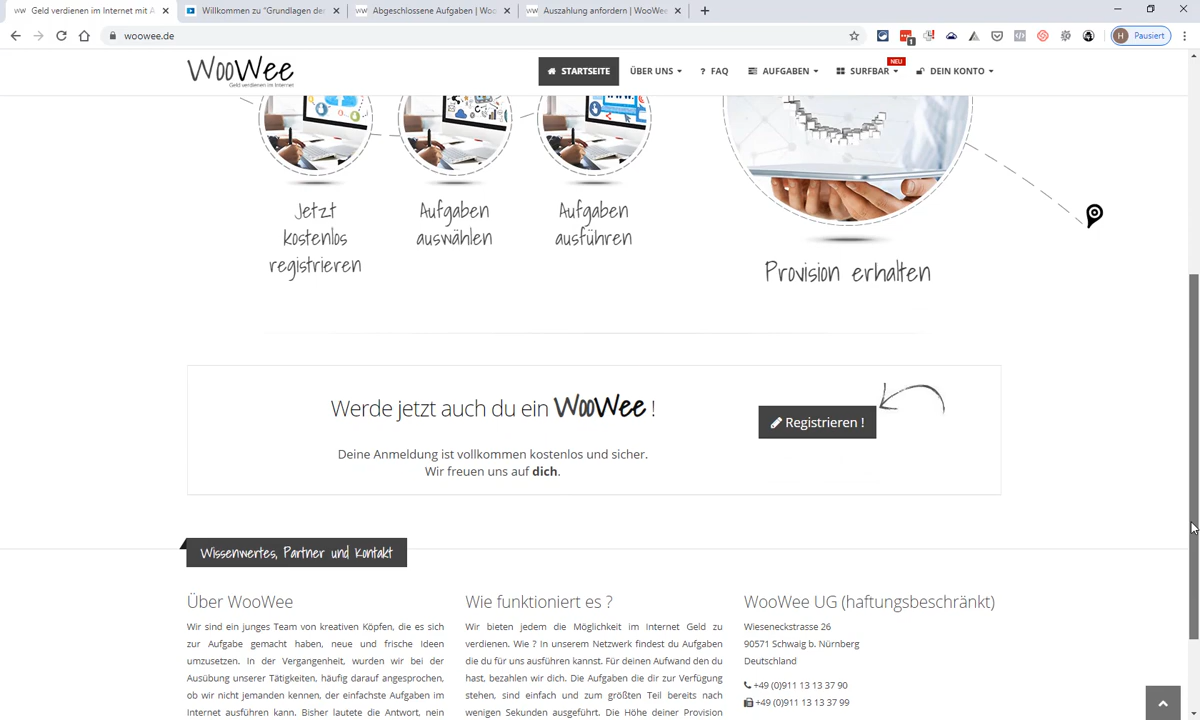 Geld verdienen im Internet mit A
Willkommen zu "Grundlagen der
Abgeschlossene Aufgaben | Woo
Auszahlung anfordern | WooWee
woowee.de
1
H Pausiert
WooWee
Geld verdienen im Internet
STARTSEITE
ÜBER UNS
? FAQ
AUFGABEN
NEU
SURFBAR
DEIN KONTO
Jetzt
kostenlos
registrieren
Aufgaben
auswählen
Aufgaben
ausführen
Provision erhalten
Werde jetzt auch du ein WooWee !
Registrieren !
Deine Anmeldung ist vollkommen kostenlos und sicher.
Wir freuen uns auf dich.
Wissenwertes, Partner und Kontakt
Über WooWee
Wir sind ein junges Team von kreativen Köpfen, die es sich
zur Aufgabe gemacht haben, neue und frische Ideen
umzusetzen. In der Vergangenheit, wurden wir bei der
Ausübung unserer Tätigkeiten, häufig darauf angesprochen,
ob wir nicht jemanden kennen, der einfachste Aufgaben im
Internet ausführen kann. Bisher lautete die Antwort, nein
Wie funktioniert es ?
Wir bieten jedem die Möglichkeit im Internet Geld zu
verdienen. Wie ? In unserem Netzwerk findest du Aufgaben
die du für uns ausführen kannst. Für deinen Aufwand den du
hast, bezahlen wir dich. Die Aufgaben die dir zur Verfügung
stehen, sind einfach und zum größten Teil bereits nach
wenigen Sekunden ausgeführt. Die Höhe deiner Provision
WooWee UG (haftungsbeschränkt)
Wieseneckstrasse 26
90571 Schwaig b. Nürnberg
Deutschland
+49 (0)911 13 13 37 90
+49 (0)911 13 13 37 99